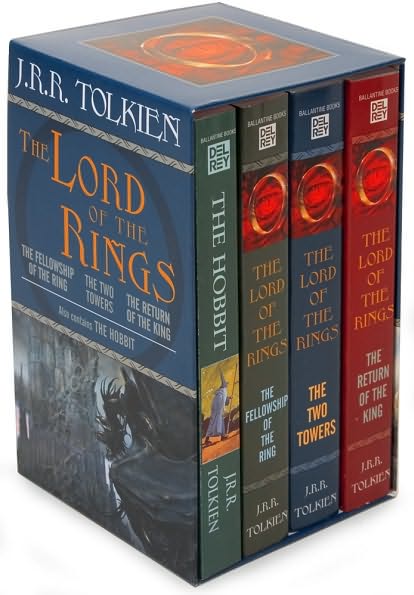 J.R.R. TOLKIEN
THE LORD
OF THE
RINGS
THE FELLOWSHIP
OF THE RING
THE TWO
TOWERS
THE RETURN
OF THE KING
Also contains THE HOBBIT
BALLANTINE BOOKS
DEL
REY
THE HOBBIT
J.R.R.
TOLKIEN
BALLANTINE BOOKS
DEL
REY
THE
LORD
OF THE
RINGS
THE
FELLOWSHIP
OF THE
RING
J.R.R.
TOLKIEN
BALLANTINE BOOKS
DEL
REY
THE
LORD
OF THE
RINGS
THE
TWO
TOWERS
J.R.R.
TOLKIEN
BALLANTINE BOOKS
DEL
REY
THE
LORD
OF THE
RINGS
THE
RETURN
OF THE
KING
J.R.R.
TOLKIEN